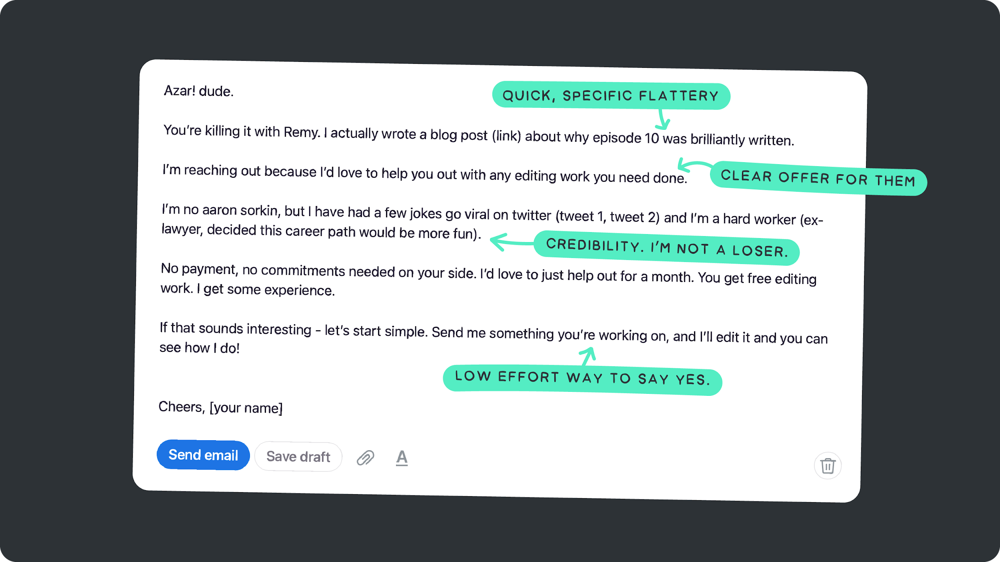 Azar! dude.
QUICK, SPECIFIC FLATTERY
You're killing it with Remy. I actually wrote a blog post (link) about why episode 10 was brilliantly written.
I'm reaching out because I'd love to help you out with any editing work you need done.
CLEAR OFFER FOR THEM
I'm no aaron sorkin, but I have had a few jokes go viral on twitter (tweet 1, tweet 2) and I'm a hard worker (ex-
lawyer, decided this career path would be more fun).
CREDIBILITY. I'M NOT A LOSER.
No payment, no commitments needed on your side. I'd love to just help out for a month. You get free editing
work. I get some experience.
If that sounds interesting - let's start simple. Send me something you're working on, and I'll edit it and you can
see how I do!
LOW EFFORT WAY TO SAY YES.
Cheers, [your name]
Send email
Save draft
A